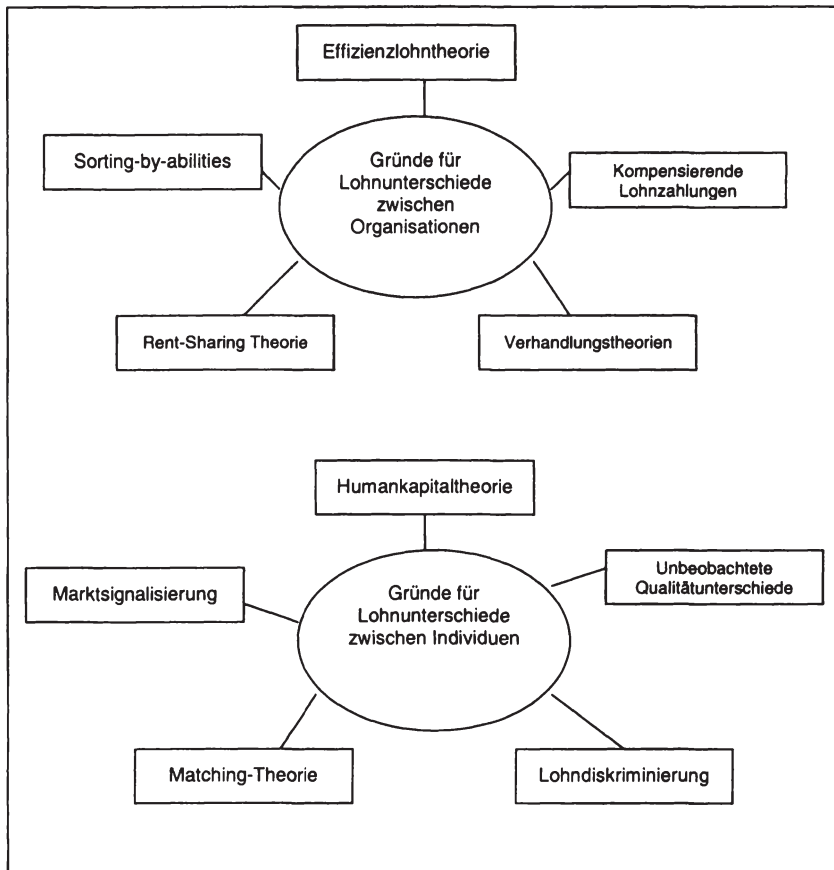 Effizienzlohntheorie
Sorting-by-abilities
Gründe für
Lohnunterschiede
zwischen
Organisationen
Kompensierende
Lohnzahlungen
Rent-Sharing Theorie
Verhandlungstheorien
Humankapitaltheorie
Marktsignalisierung
Gründe für
Lohnunterschiede
zwischen Individuen
Unbeobachtete
Qualitätunterschiede
Matching-Theorie
Lohndiskriminierung